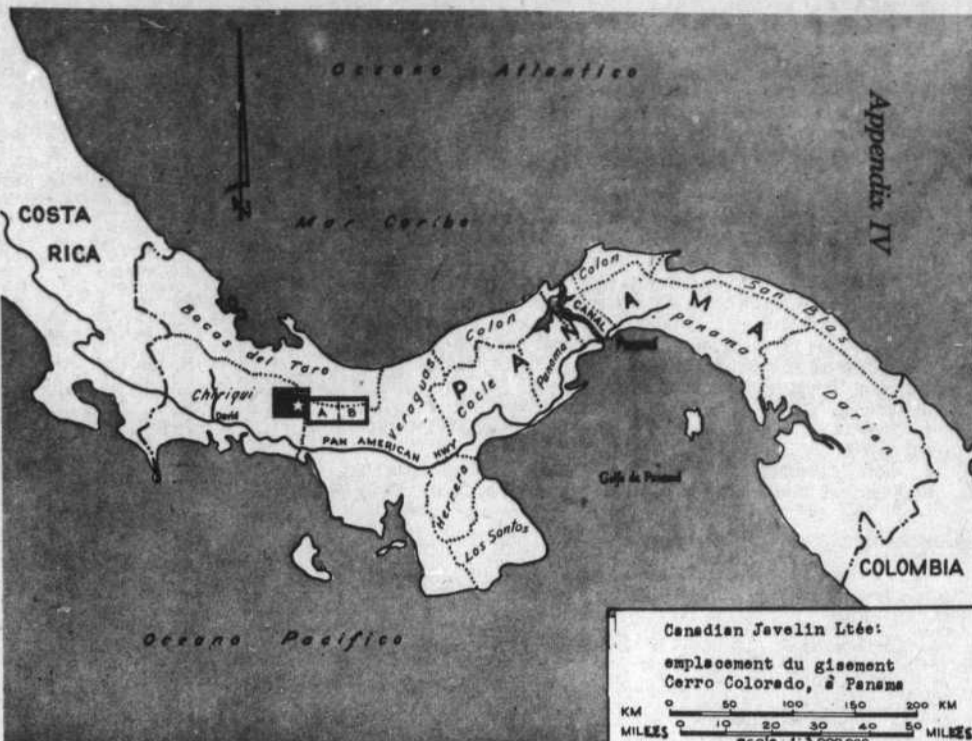 Oceano Atlantico
Appendix IV
N
Mar Caribe
COSTA
RICA
Bocas del Toro
Colon
Colon
San Blas
PANAMA
CANAL
Panama
Panama
Chiriqui
David
A B
Veraguas
Cocle
PAN AMERICAN HWY
Darien
Golfo de Panamá
Herrera
Los Santos
COLOMBIA
Oceano Pacifico
Canadian Javelin Ltée:
emplacement du gisement
Cerro Colorado, à Panama
KM 0 50 100 150 200 KM
MILLES 0 10 20 30 40 50 MILLES